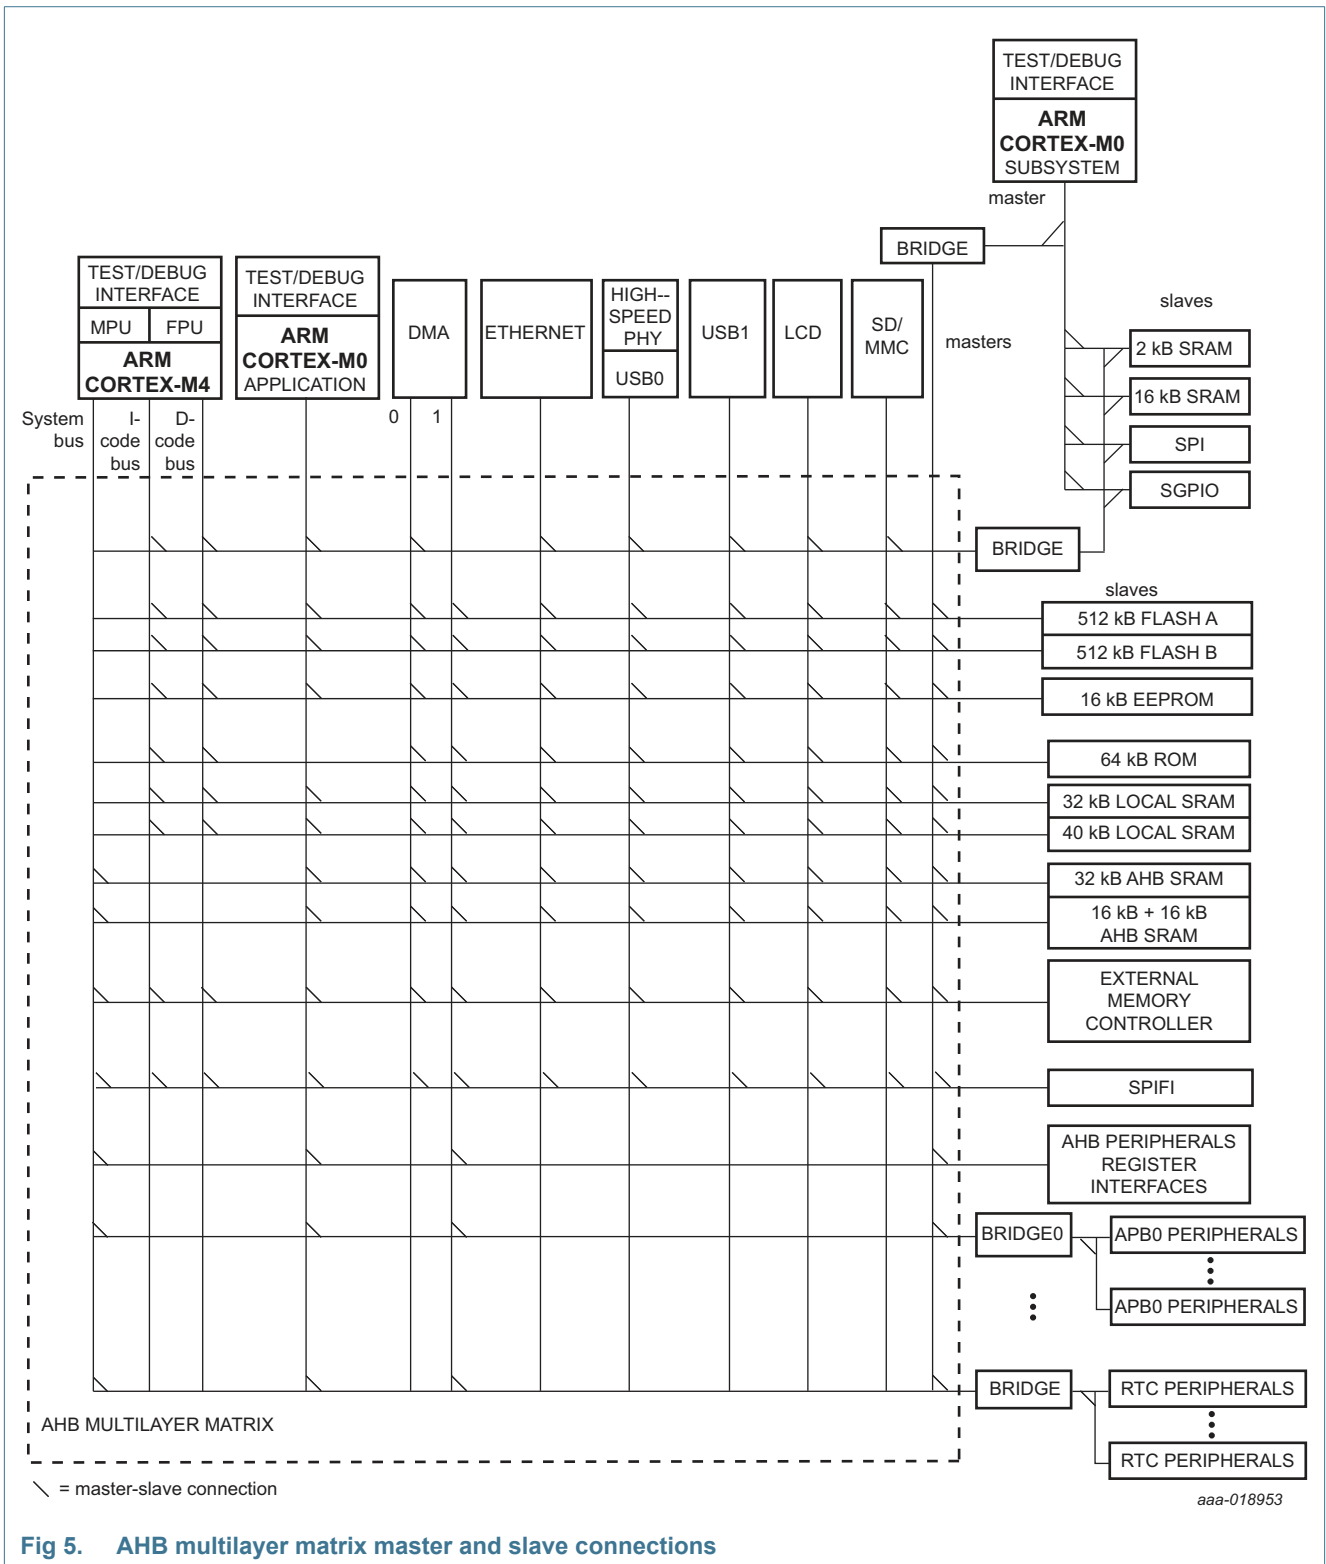 TEST/DEBUG
INTERFACE
ARM
CORTEX-M0
SUBSYSTEM
master
BRIDGE
slaves
2 kB SRAM
16 kB SRAM
SPI
SGPIO
TEST/DEBUG
INTERFACE
MPU
FPU
ARM
CORTEX-M4
TEST/DEBUG
INTERFACE
ARM
CORTEX-M0
APPLICATION
DMA
ETHERNET
HIGH--
SPEED
PHY
USB0
USB1
LCD
SD/
MMC
masters
System
bus
I-
code
bus
D-
code
bus
0
1
BRIDGE
slaves
512 kB FLASH A
512 kB FLASH B
16 kB EEPROM
64 kB ROM
32 kB LOCAL SRAM
40 kB LOCAL SRAM
32 kB AHB SRAM
16 kB + 16 kB
AHB SRAM
EXTERNAL
MEMORY
CONTROLLER
SPIFI
AHB PERIPHERALS
REGISTER
INTERFACES
BRIDGE0
APB0 PERIPHERALS
APB0 PERIPHERALS
BRIDGE
RTC PERIPHERALS
RTC PERIPHERALS
AHB MULTILAYER MATRIX
= master-slave connection
aaa-018953
Fig 5. AHB multilayer matrix master and slave connections